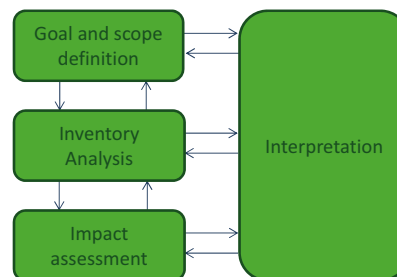 Goal and scope
definition
Inventory
Analysis
Interpretation
Impact
assessment